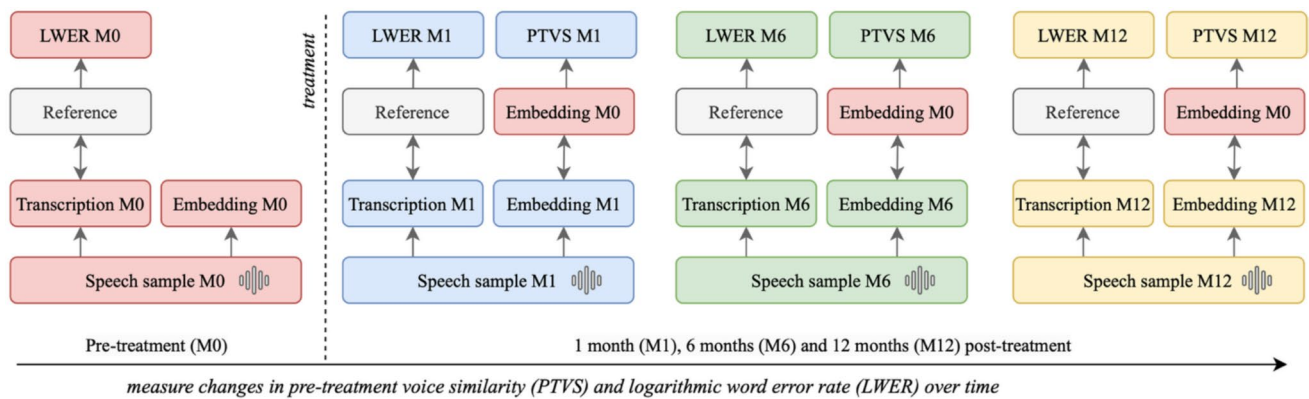 LWER M0
LWER M1
PTVS M1
LWER M6
PTVS M6
LWER M12
PTVS M12
treatment
Reference
Reference
Embedding M0
Reference
Embedding M0
Reference
Embedding M0
Transcription M0
Embedding M0
Transcription M1
Embedding M1
Transcription M6
Embedding M6
Transcription M12
Embedding M12
Speech sample M0
Speech sample M1
Speech sample M6
Speech sample M12
Pre-treatment (M0)
1 month (M1), 6 months (M6) and 12 months (M12) post-treatment
measure changes in pre-treatment voice similarity (PTVS) and logarithmic word error rate (LWER) over time